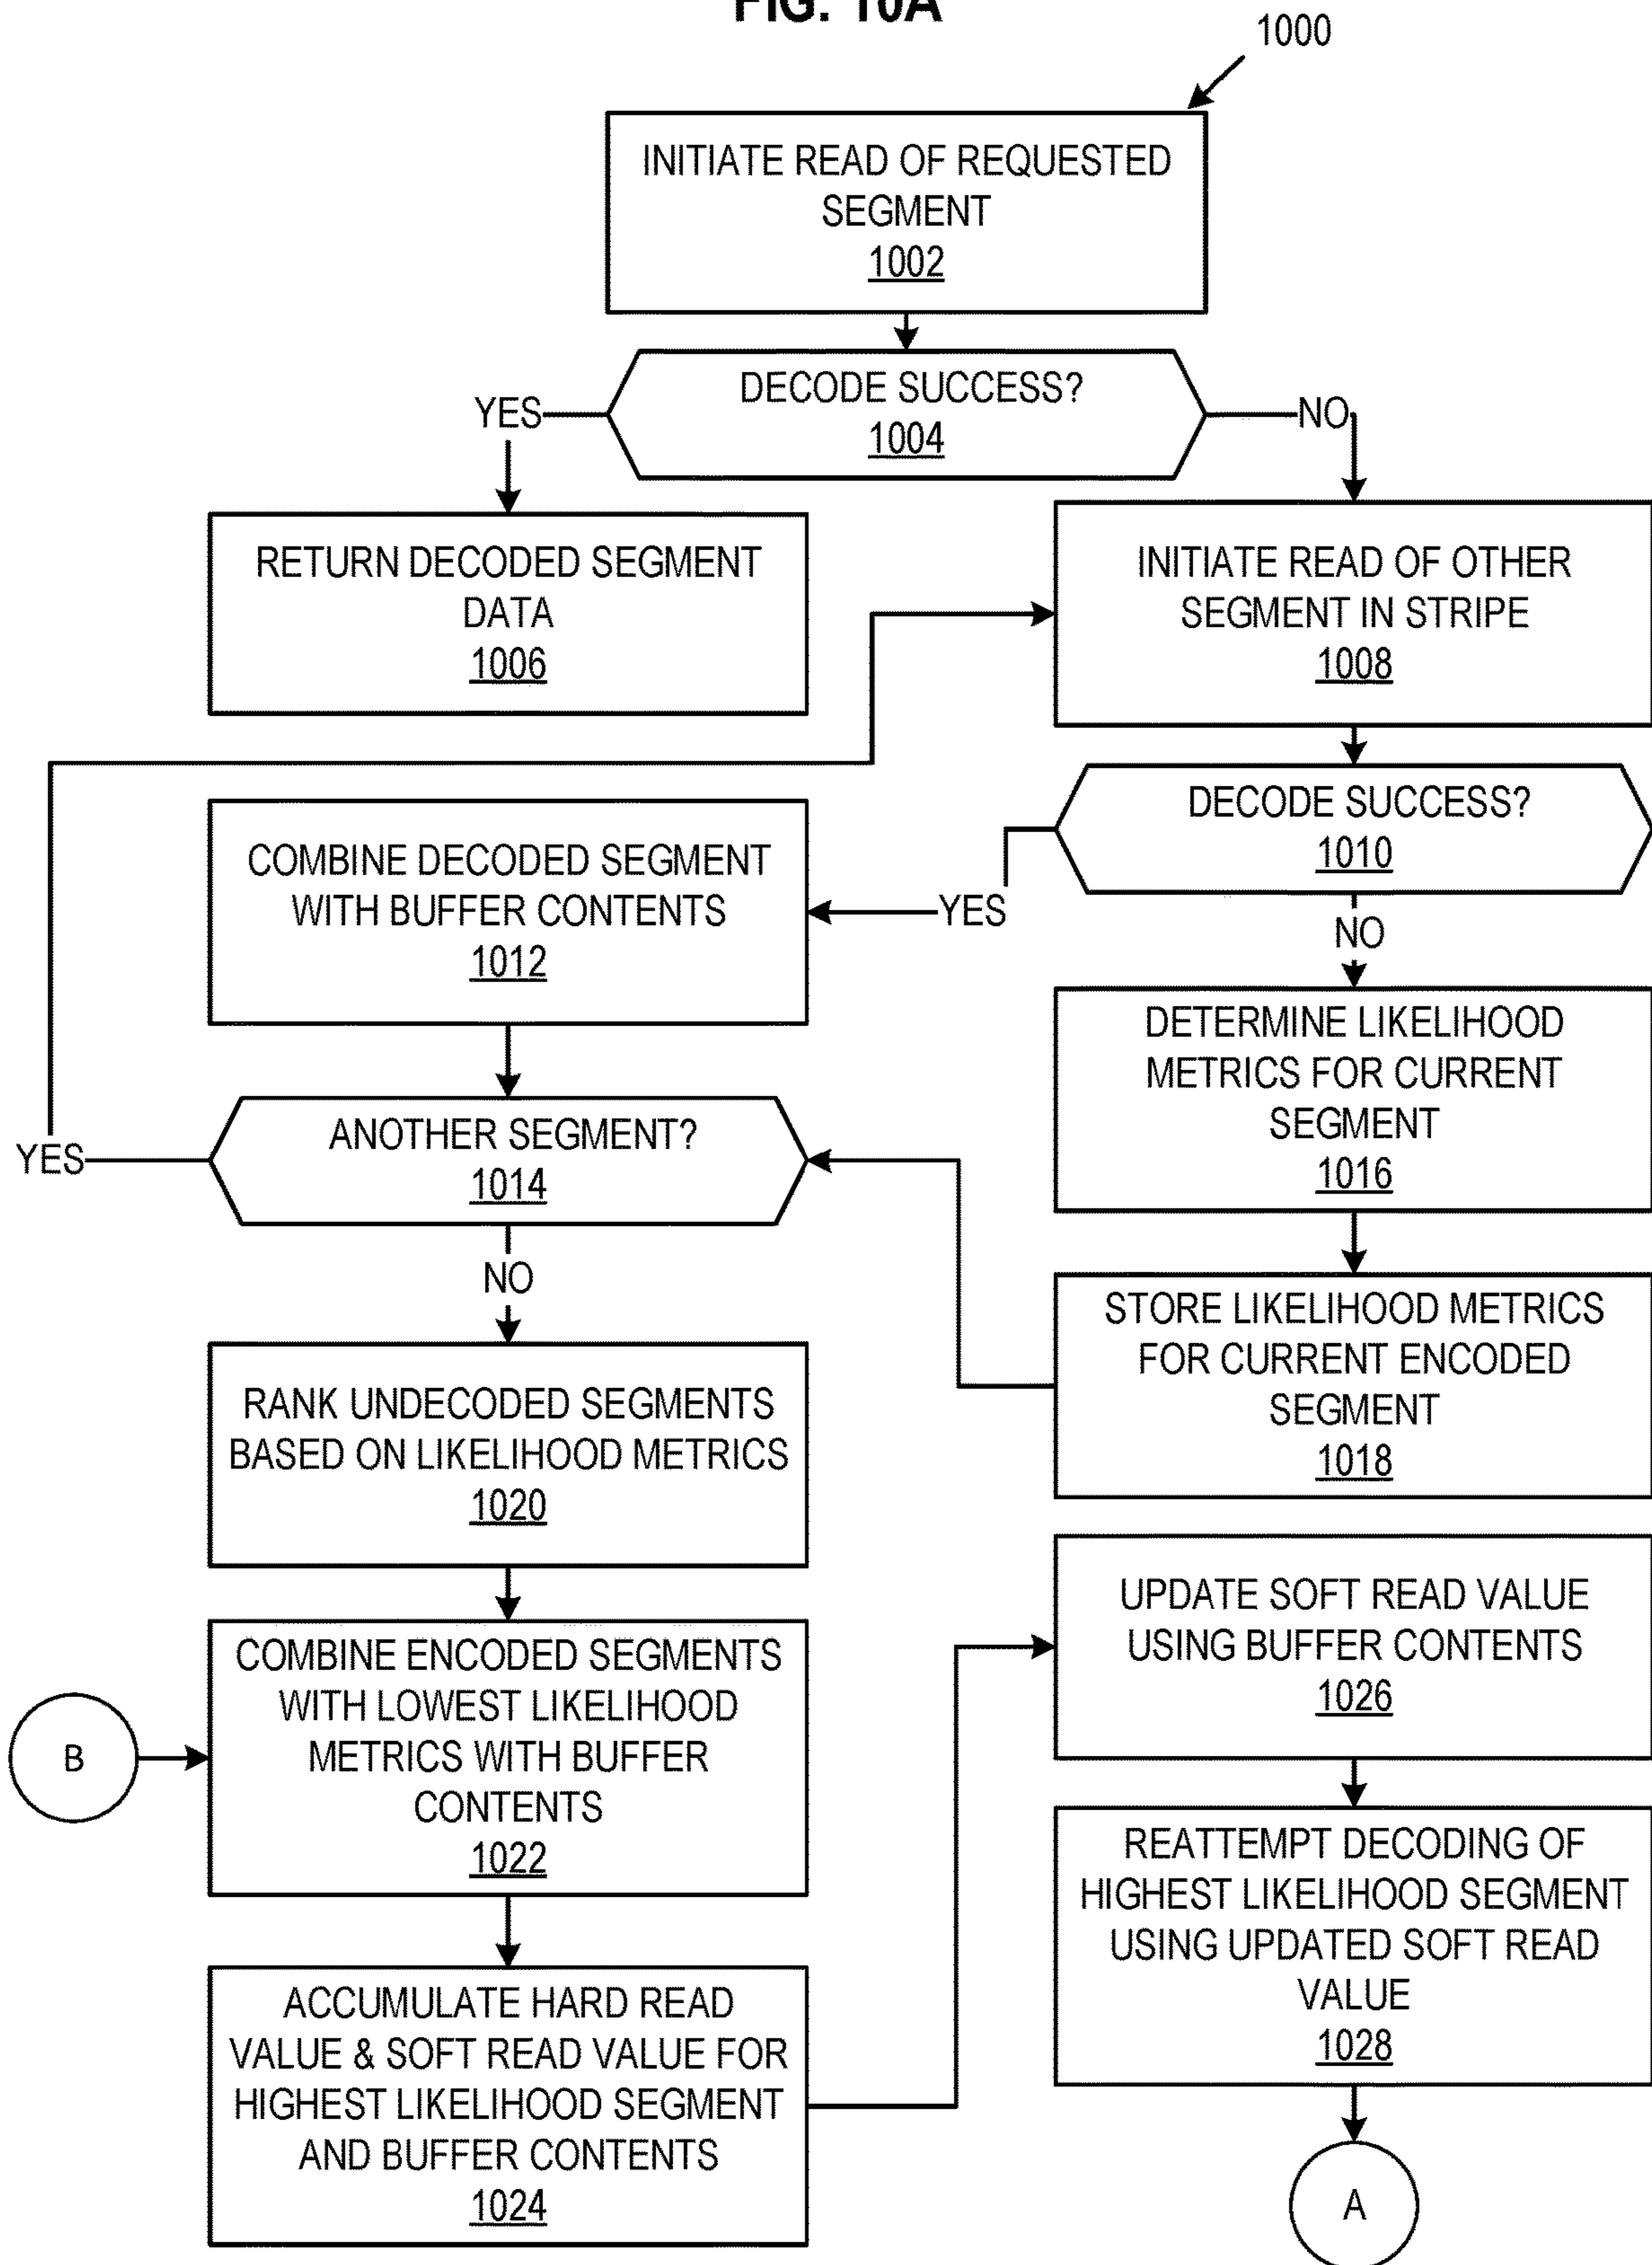 FIG. 10A
1000
INITIATE READ OF REQUESTED
SEGMENT
1002
DECODE SUCCESS?
1004
YES
NO
RETURN DECODED SEGMENT
DATA
1006
INITIATE READ OF OTHER
SEGMENT IN STRIPE
1008
DECODE SUCCESS?
1010
YES
NO
COMBINE DECODED SEGMENT
WITH BUFFER CONTENTS
1012
DETERMINE LIKELIHOOD
METRICS FOR CURRENT
SEGMENT
1016
ANOTHER SEGMENT?
1014
YES
NO
STORE LIKELIHOOD METRICS
FOR CURRENT ENCODED
SEGMENT
1018
RANK UNDECODED SEGMENTS
BASED ON LIKELIHOOD METRICS
1020
B
COMBINE ENCODED SEGMENTS
WITH LOWEST LIKELIHOOD
METRICS WITH BUFFER
CONTENTS
1022
ACCUMULATE HARD READ
VALUE & SOFT READ VALUE FOR
HIGHEST LIKELIHOOD SEGMENT
AND BUFFER CONTENTS
1024
UPDATE SOFT READ VALUE
USING BUFFER CONTENTS
1026
REATTEMPT DECODING OF
HIGHEST LIKELIHOOD SEGMENT
USING UPDATED SOFT READ
VALUE
1028
A